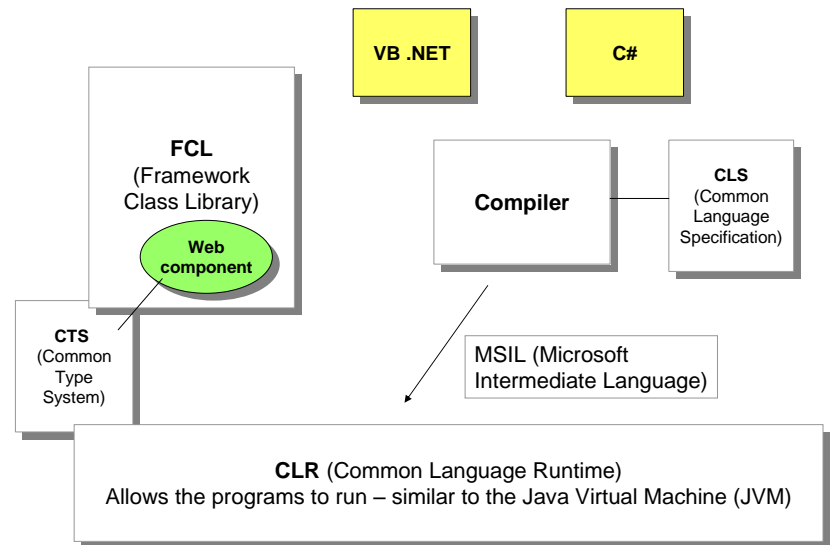 VB .NET
C#
FCL
(Framework
Class Library)
Web
component
Compiler
CLS
(Common
Language
Specification)
CTS
(Common
Type
System)
MSIL (Microsoft
Intermediate Language)
CLR (Common Language Runtime)
Allows the programs to run – similar to the Java Virtual Machine (JVM)